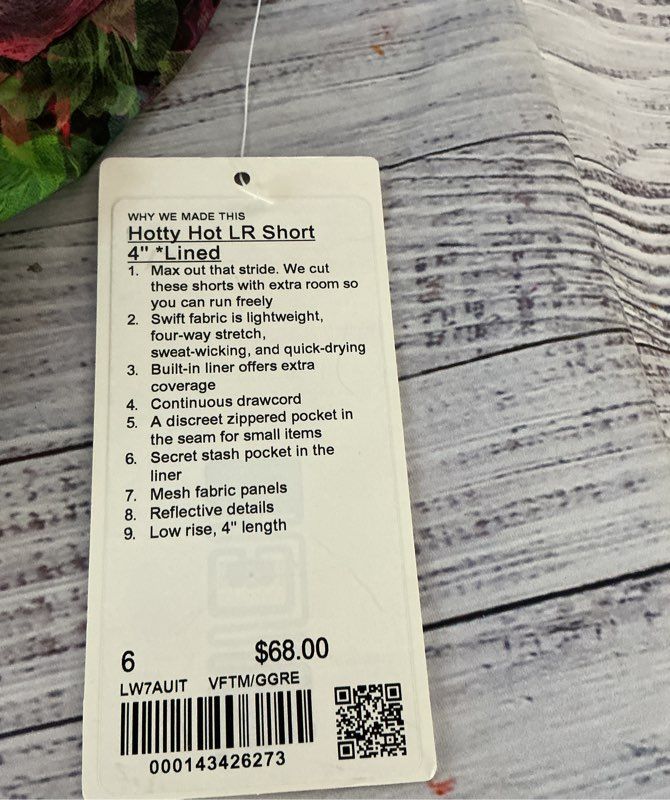 WHY WE MADE THIS
Hotty Hot LR Short
4" *Lined
1. Max out that stride. We cut
these shorts with extra room so
you can run freely
2. Swift fabric is lightweight,
four-way stretch,
sweat-wicking, and quick-drying
3. Built-in liner offers extra
coverage
4. Continuous drawcord
5. A discreet zippered pocket in
the seam for small items
6. Secret stash pocket in the
liner
7. Mesh fabric panels
8. Reflective details
9. Low rise, 4" length
6 $68.00
LW7AUIT VFTM/GGRE
000143426273